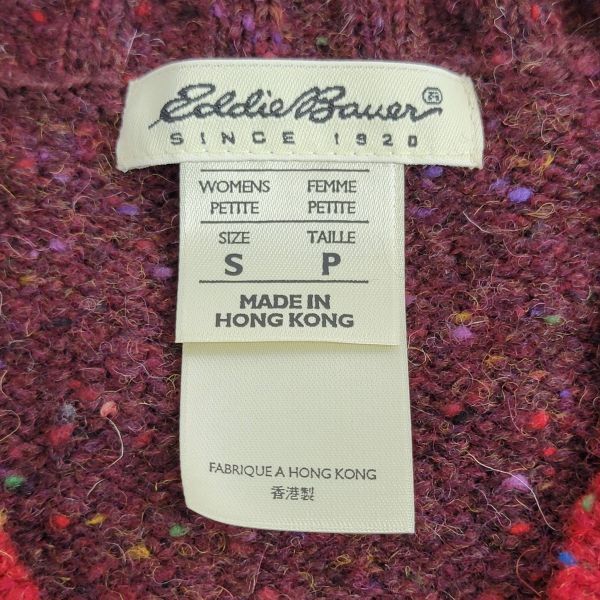 Eddie Bauer
SINCE 1920
WOMENS FEMME
PETITE PETITE
SIZE TAILLE
S P
MADE IN
HONG KONG
FABRIQUE A HONG KONG
香港製